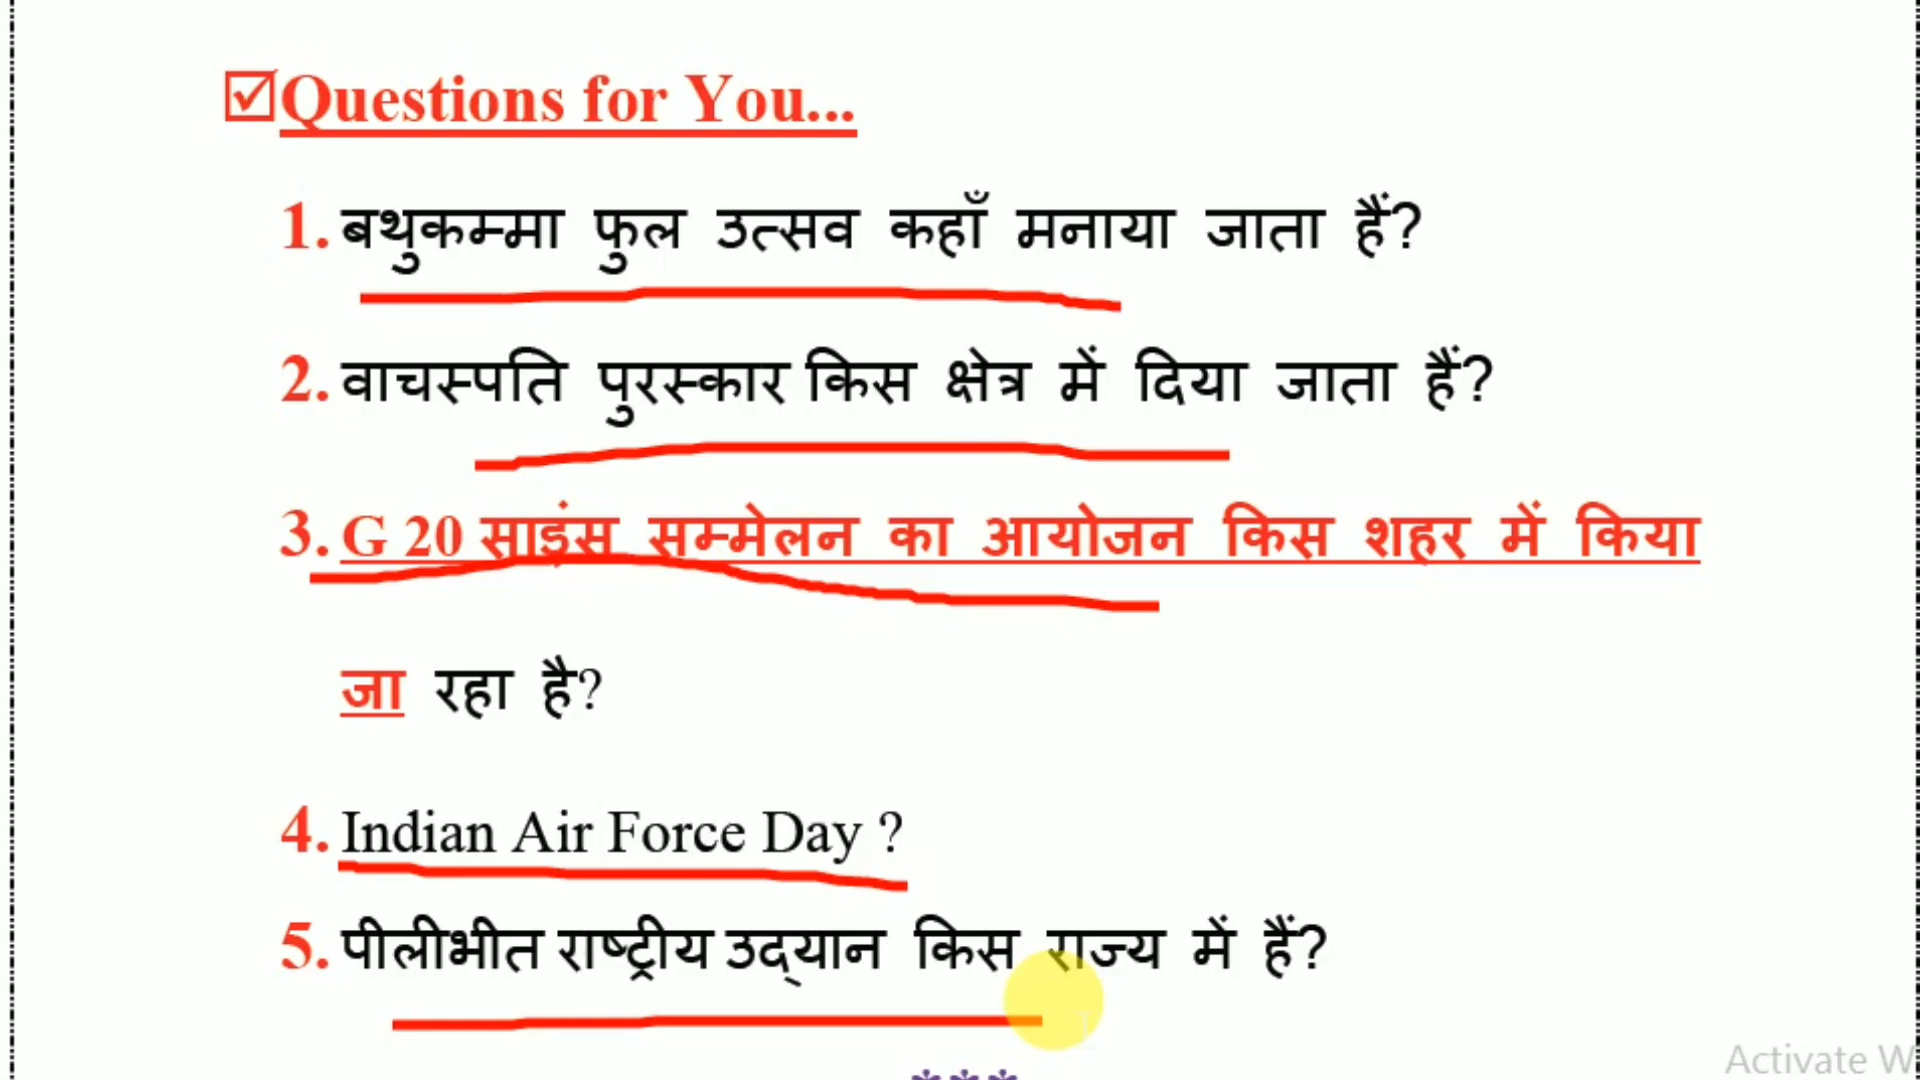 Questions for You...
1. बथुकम्मा फुल उत्सव कहाँ मनाया जाता हैं?
2. वाचस्पति पुरस्कार किस क्षेत्र में दिया जाता हैं?
3. G 20 साइंस सम्मेलन का आयोजन किस शहर में किया
जा रहा है?
4. Indian Air Force Day ?
5. पीलीभीत राष्ट्रीय उद्यान किस राज्य में हैं?
***
Activate W